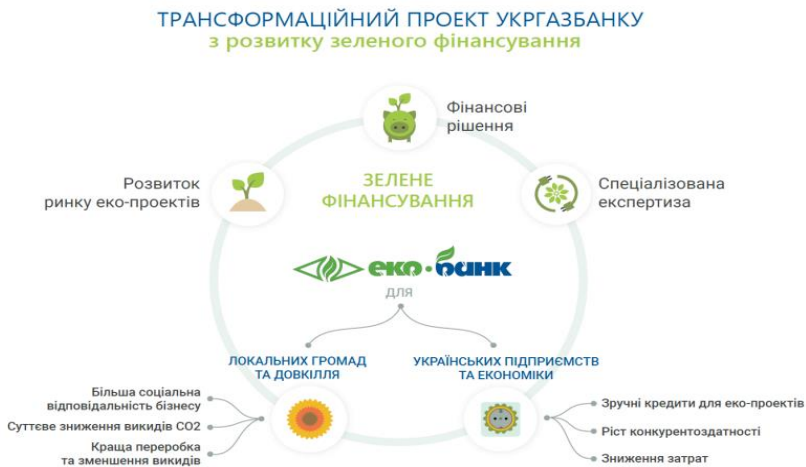 ТРАНСФОРМАЦІЙНИЙ ПРОЕКТ УКРГАЗБАНКУ
з розвитку зеленого фінансування
Фінансові
рішення
Розвиток
ринку еко-проектів
ЗЕЛЕНЕ
ФІНАНСУВАННЯ
Спеціалізована
експертиза
еко·банк
для
ЛОКАЛЬНИХ ГРОМАД
ТА ДОВКІЛЛЯ
УКРАЇНСЬКИХ ПІДПРИЄМСТВ
ТА ЕКОНОМІКИ
Більша соціальна
відповідальність бізнесу
Суттєве зниження викидів СО2
Краща переробка
та зменшення викидів
Зручні кредити для еко-проектів
Ріст конкурентоздатності
Зниження затрат